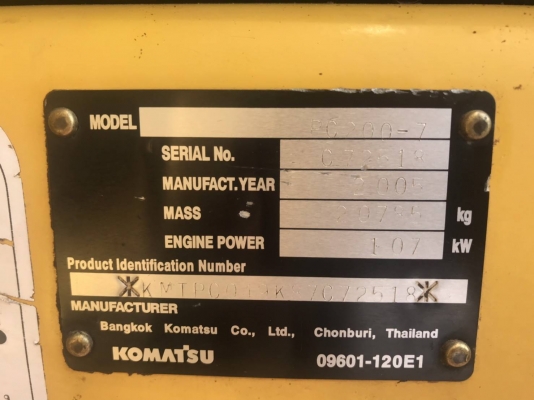 MODEL PC200-7
SERIAL No. C72518
MANUFACT.YEAR 2005
MASS 20755 kg
ENGINE POWER 107 kW
Product Identification Number
MANUFACTURER
Bangkok Komatsu Co., Ltd., Chonburi, Thailand
KOMATSU 09601-120E1